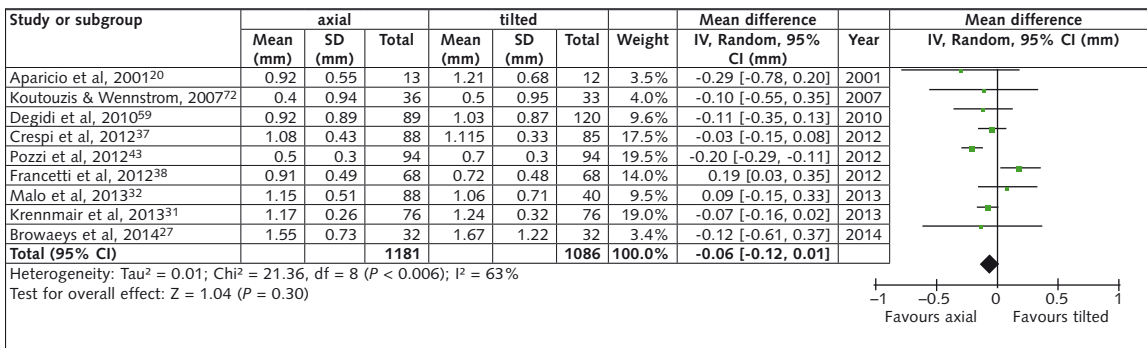 Study or subgroup axial tilted Mean difference Mean difference
Mean (mm) SD (mm) Total Mean (mm) SD (mm) Total Weight IV, Random, 95% CI (mm) Year IV, Random, 95% CI (mm)
Aparicio et al, 2001²⁰ 0.92 0.55 13 1.21 0.68 12 3.5% -0.29 [-0.78, 0.20] 2001
Koutouzis & Wennstrom, 2007⁷² 0.4 0.94 36 0.5 0.95 33 4.0% -0.10 [-0.55, 0.35] 2007
Degidi et al, 2010⁵⁹ 0.92 0.89 89 1.03 0.87 120 9.6% -0.11 [-0.35, 0.13] 2010
Crespi et al, 2012³⁷ 1.08 0.43 88 1.115 0.33 85 17.5% -0.03 [-0.15, 0.08] 2012
Pozzi et al, 2012⁴³ 0.5 0.3 94 0.7 0.3 94 19.5% -0.20 [-0.29, -0.11] 2012
Francetti et al, 2012³⁸ 0.91 0.49 68 0.72 0.48 68 14.0% 0.19 [0.03, 0.35] 2012
Malo et al, 2013³² 1.15 0.51 88 1.06 0.71 40 9.5% 0.09 [-0.15, 0.33] 2013
Krennmair et al, 2013³¹ 1.17 0.26 76 1.24 0.32 76 19.0% -0.07 [-0.16, 0.02] 2013
Browaeys et al, 2014²⁷ 1.55 0.73 32 1.67 1.22 32 3.4% -0.12 [-0.61, 0.37] 2014
Total (95% CI) 1181 1086 100.0% -0.06 [-0.12, 0.01]
Heterogeneity: Tau² = 0.01; Chi² = 21.36, df = 8 (P < 0.006); I² = 63%
Test for overall effect: Z = 1.04 (P = 0.30)
−1 −0.5 0 0.5 1
Favours axial Favours tilted